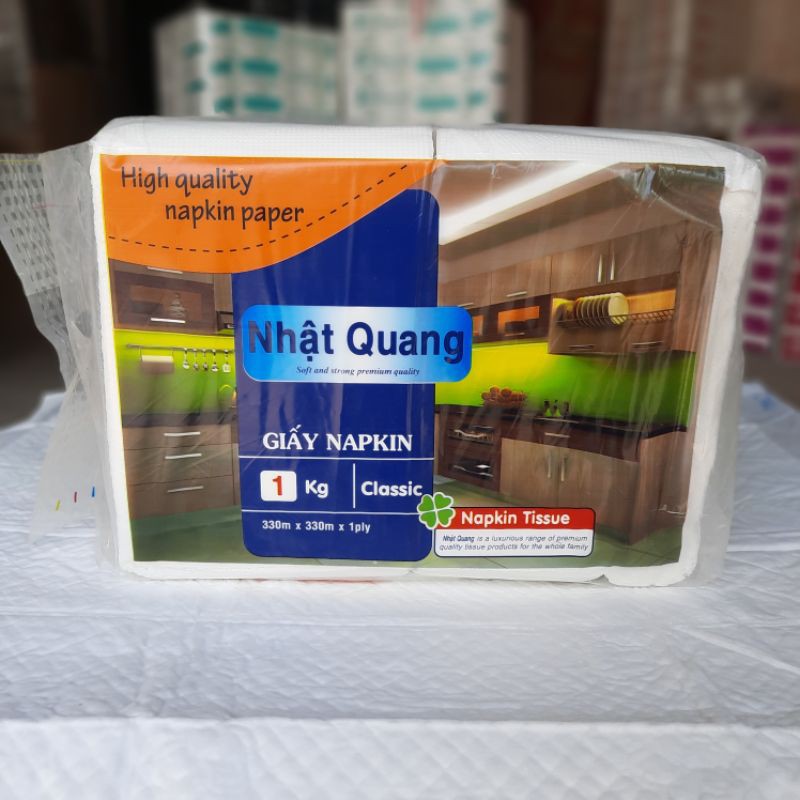 High quality
napkin paper
Nhật Quang
Soft and strong premium quality
GIẤY NAPKIN
1 Kg Classic
330m x 330m x 1ply
Napkin Tissue
Nhật Quang is a luxurious range of premium
quality tissue products for the whole family